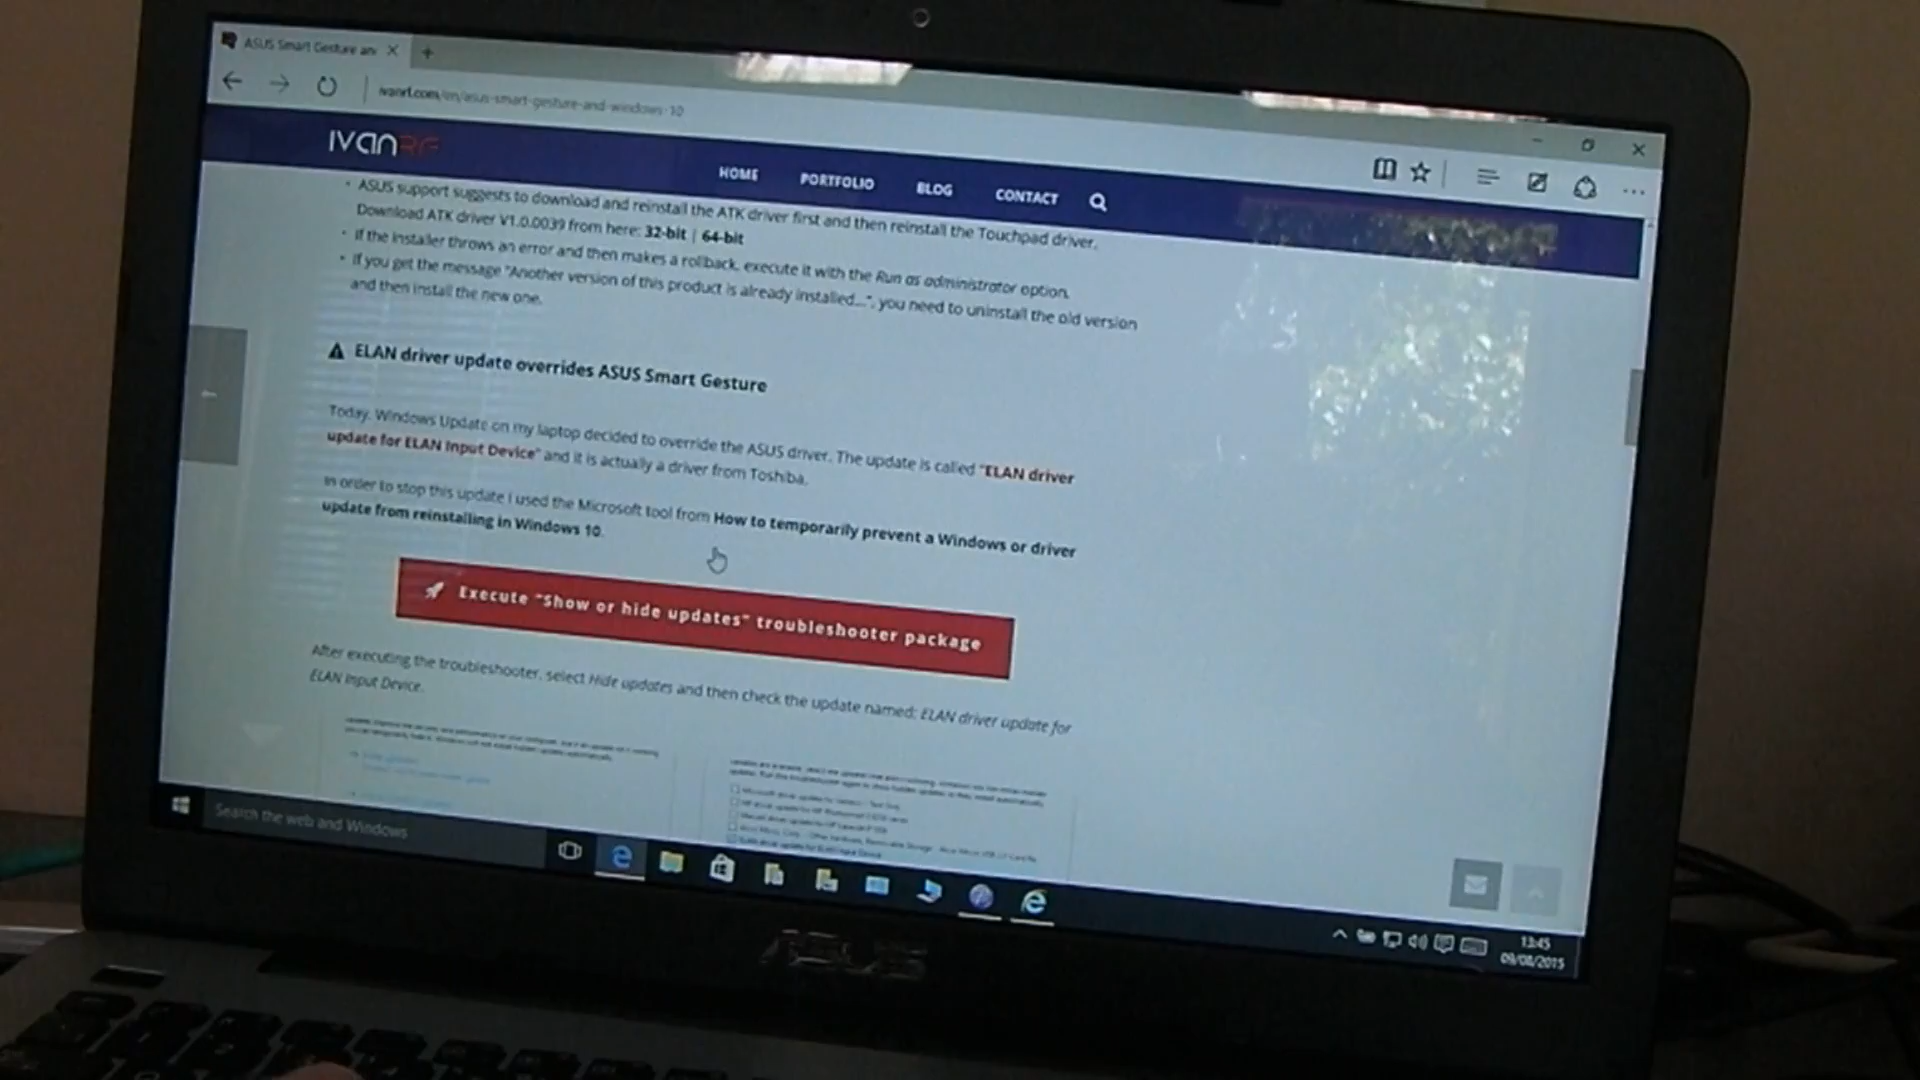 ASUS Smart Gesture an
ivanrf.com/en/asus-smart-gesture-and-windows-10
IVANRF
HOME PORTFOLIO BLOG CONTACT
ASUS support suggests to download and reinstall the ATK driver first and then reinstall the Touchpad driver.
Download ATK driver V1.0.0039 from here: 32-bit | 64-bit
If the installer throws an error and then makes a rollback, execute it with the Run as administrator option.
If you get the message "Another version of this product is already installed...", you need to uninstall the old version
and then install the new one.
ELAN driver update overrides ASUS Smart Gesture
Today, Windows Update on my laptop decided to override the ASUS driver. The update is called "ELAN driver
update for ELAN Input Device" and it is actually a driver from Toshiba.
In order to stop this update I used the Microsoft tool from How to temporarily prevent a Windows or driver
update from reinstalling in Windows 10.
Execute "Show or hide updates" troubleshooter package
After executing the troubleshooter, select Hide updates and then check the update named: ELAN driver update for
ELAN Input Device.
Search the web and Windows
13:45
09/08/2015
ASUS